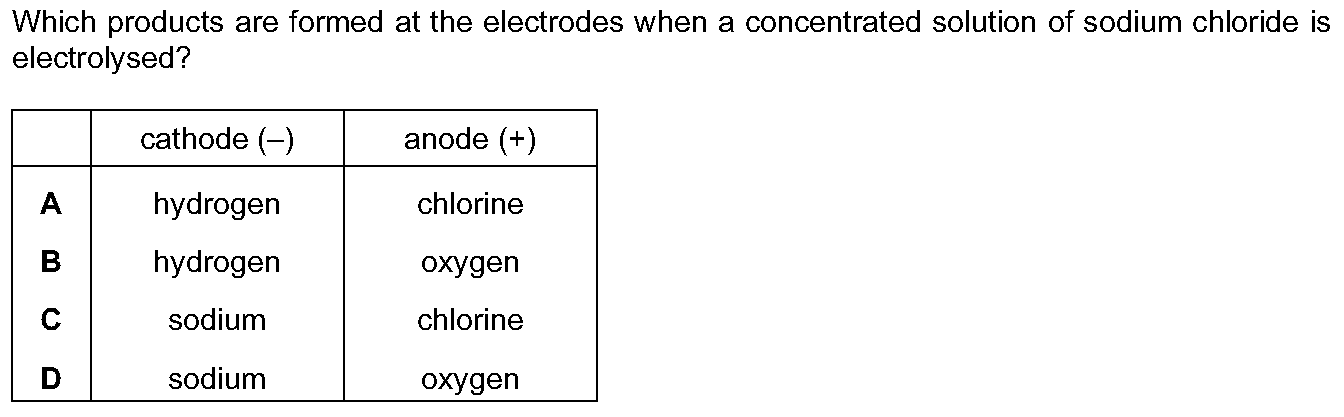 Which products are formed at the electrodes when a concentrated solution of sodium chloride is
electrolysed?
cathode (–) anode (+)
A hydrogen chlorine
B hydrogen oxygen
C sodium chlorine
D sodium oxygen